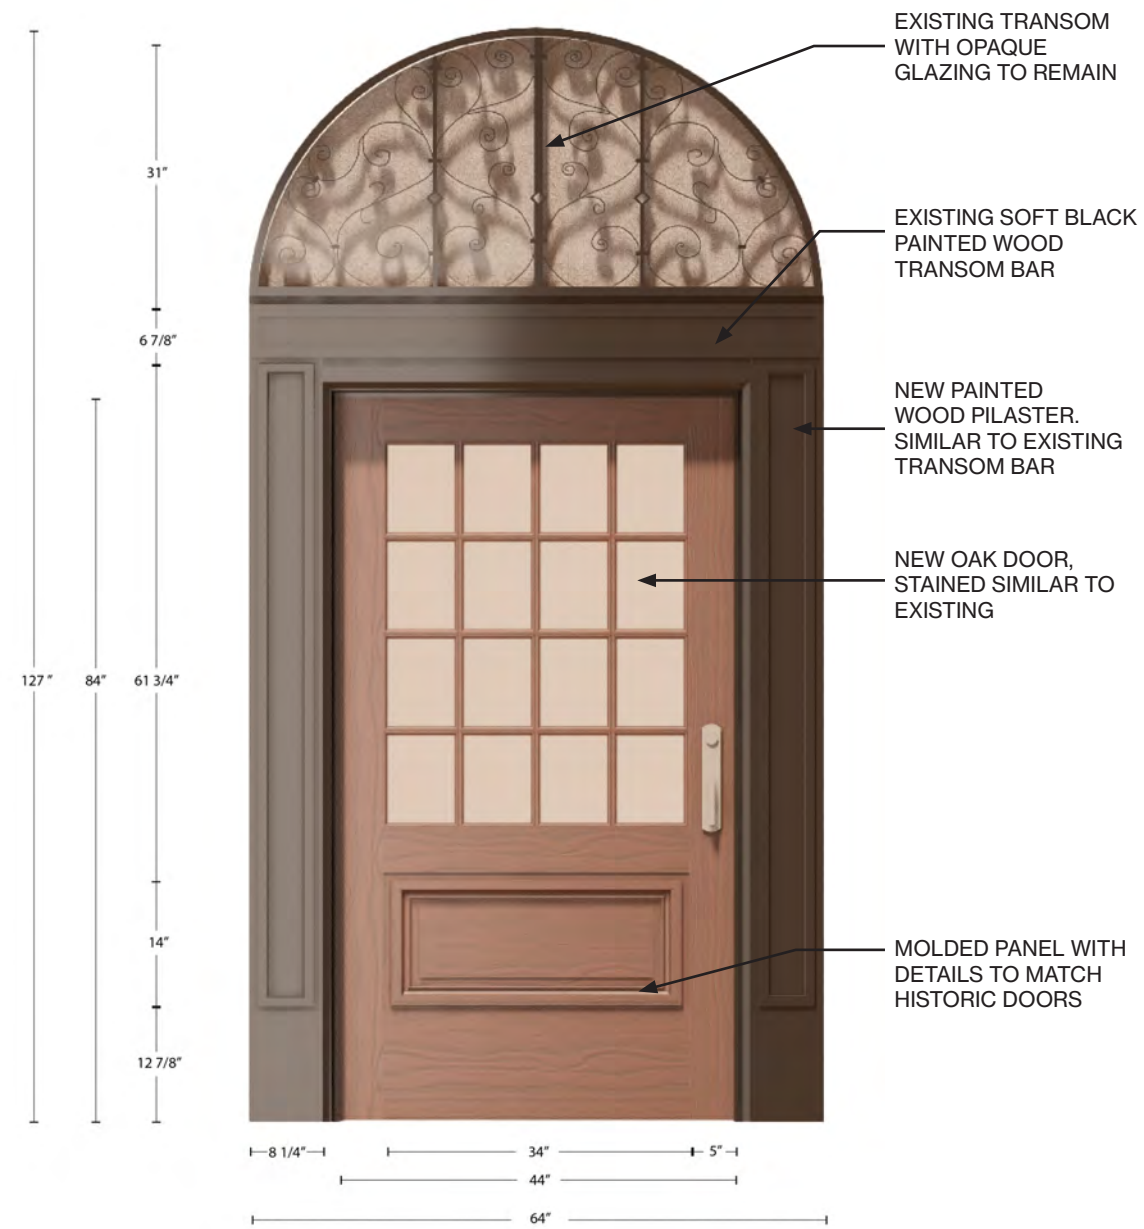 EXISTING TRANSOM
WITH OPAQUE
GLAZING TO REMAIN
31"
EXISTING SOFT BLACK
PAINTED WOOD
TRANSOM BAR
6 7/8"
NEW PAINTED
WOOD PILASTER.
SIMILAR TO EXISTING
TRANSOM BAR
NEW OAK DOOR,
STAINED SIMILAR TO
EXISTING
127 "
84"
61 3/4"
14"
MOLDED PANEL WITH
DETAILS TO MATCH
HISTORIC DOORS
12 7/8"
8 1/4"
34"
5"
44"
64"